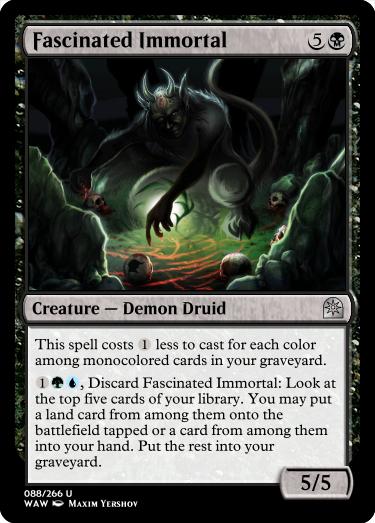 Fascinated Immortal 5
Creature — Demon Druid
This spell costs 1 less to cast for each color
among monocolored cards in your graveyard.
1, Discard Fascinated Immortal: Look at
the top five cards of your library. You may put
a land card from among them onto the
battlefield tapped or a card from among them
into your hand. Put the rest into your
graveyard.
5/5
088/266 U
WAW Maxim Yershov